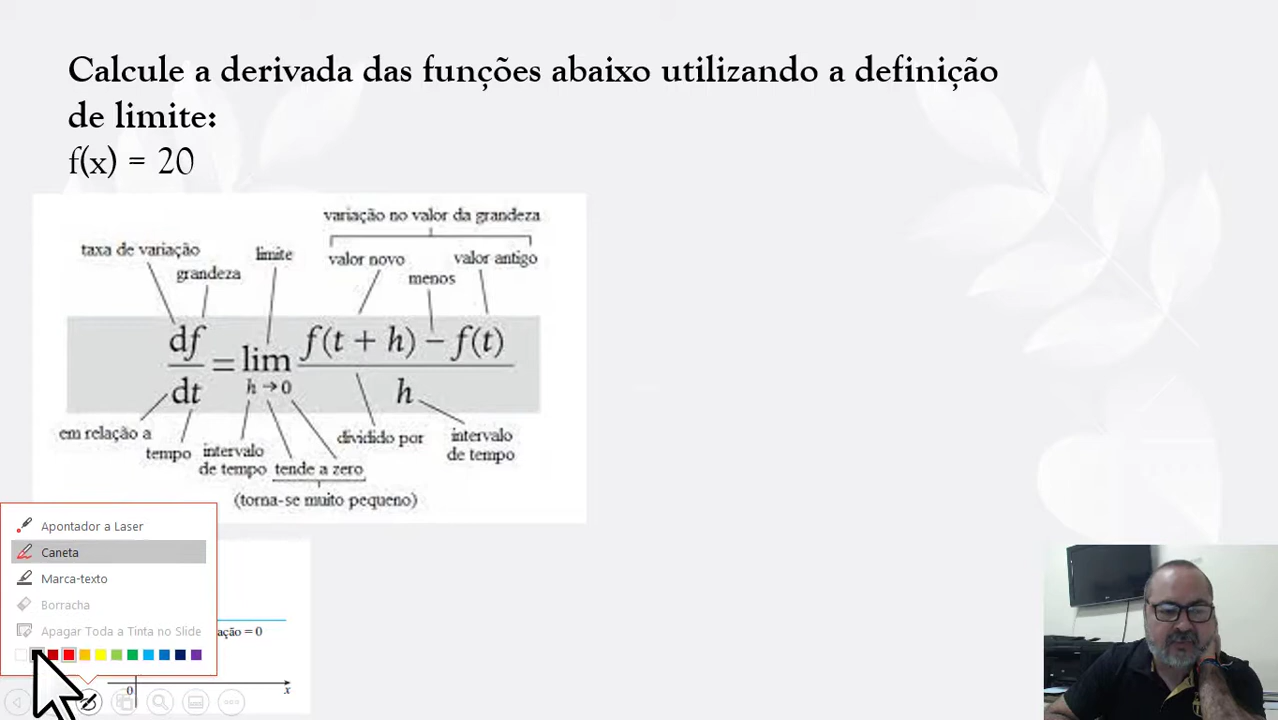 Calcule a derivada das funções abaixo utilizando a definição
de limite:
f(x) = 20
variação no valor da grandeza
taxa de variação
limite
valor novo
valor antigo
grandeza
menos
df/dt = lim h→0 f(t + h) − f(t) / h
em relação a
tempo
intervalo
de tempo
tende a zero
(torna-se muito pequeno)
dividido por
intervalo
de tempo
Apontador a Laser
Caneta
Marca-texto
Borracha
Apagar Toda a Tinta no Slide
ação = 0
0
x